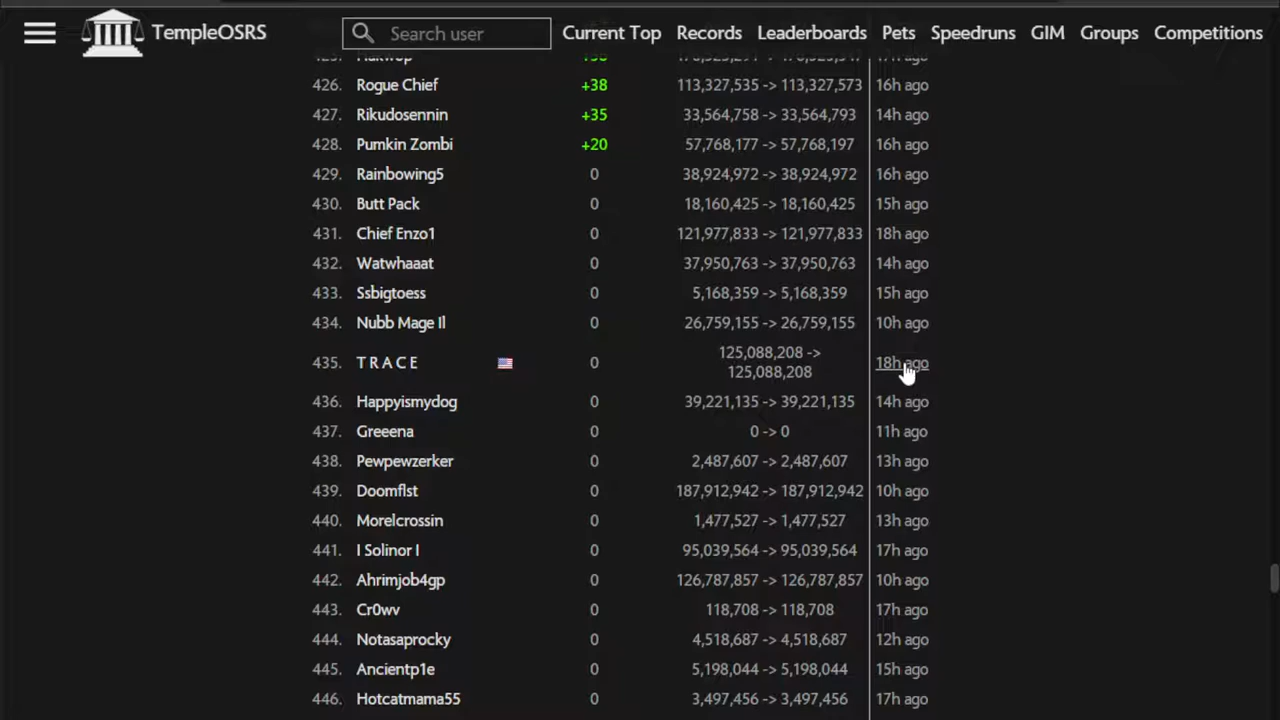 TempleOSRS Search user Current Top Records Leaderboards Pets Speedruns GIM Groups Competitions
426. Rogue Chief +38 113,327,535 -> 113,327,573 16h ago
427. Rikudosennin +35 33,564,758 -> 33,564,793 14h ago
428. Pumkin Zombi +20 57,768,177 -> 57,768,197 16h ago
429. Rainbowing5 0 38,924,972 -> 38,924,972 16h ago
430. Butt Pack 0 18,160,425 -> 18,160,425 15h ago
431. Chief Enzo1 0 121,977,833 -> 121,977,833 18h ago
432. Watwhaaat 0 37,950,763 -> 37,950,763 14h ago
433. Ssbigtoess 0 5,168,359 -> 5,168,359 15h ago
434. Nubb Mage Il 0 26,759,155 -> 26,759,155 10h ago
435. T R A C E 0 125,088,208 ->
125,088,208 18h ago
436. Happyismydog 0 39,221,135 -> 39,221,135 14h ago
437. Greeena 0 0 -> 0 11h ago
438. Pewpewzerker 0 2,487,607 -> 2,487,607 13h ago
439. Doomflst 0 187,912,942 -> 187,912,942 10h ago
440. Morelcrossin 0 1,477,527 -> 1,477,527 13h ago
441. I Solinor I 0 95,039,564 -> 95,039,564 17h ago
442. Ahrimjob4gp 0 126,787,857 -> 126,787,857 10h ago
443. Cr0wv 0 118,708 -> 118,708 17h ago
444. Notasaprocky 0 4,518,687 -> 4,518,687 12h ago
445. Ancientp1e 0 5,198,044 -> 5,198,044 15h ago
446. Hotcatmama55 0 3,497,456 -> 3,497,456 17h ago